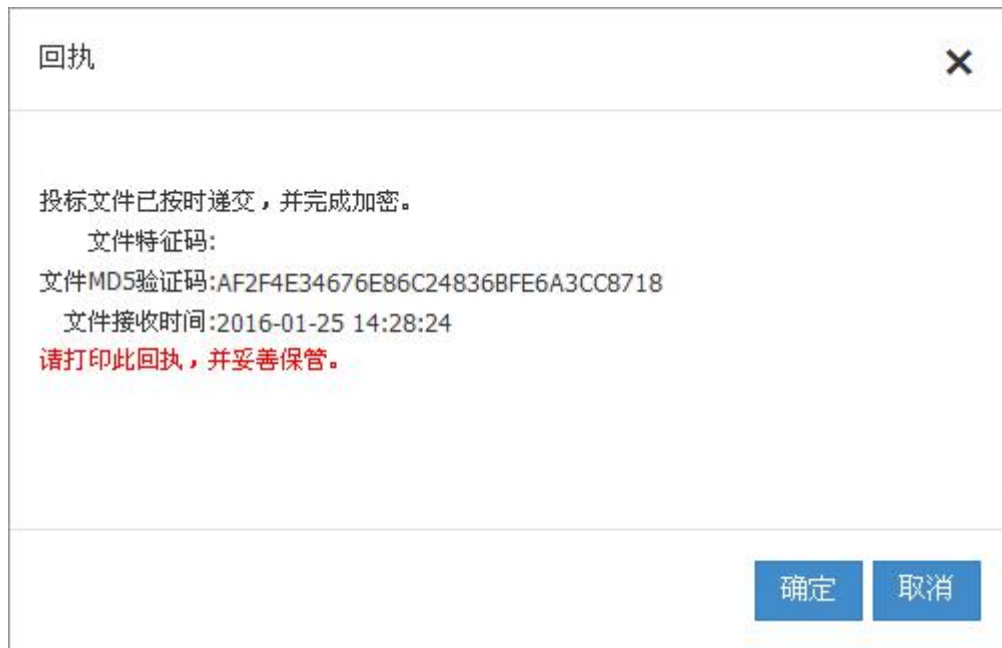 回执
投标文件已按时递交，并完成加密。
文件特征码:
文件MD5验证码:AF2F4E34676E86C24836BFE6A3CC8718
文件接收时间:2016-01-25 14:28:24
请打印此回执，并妥善保管。
确定 取消